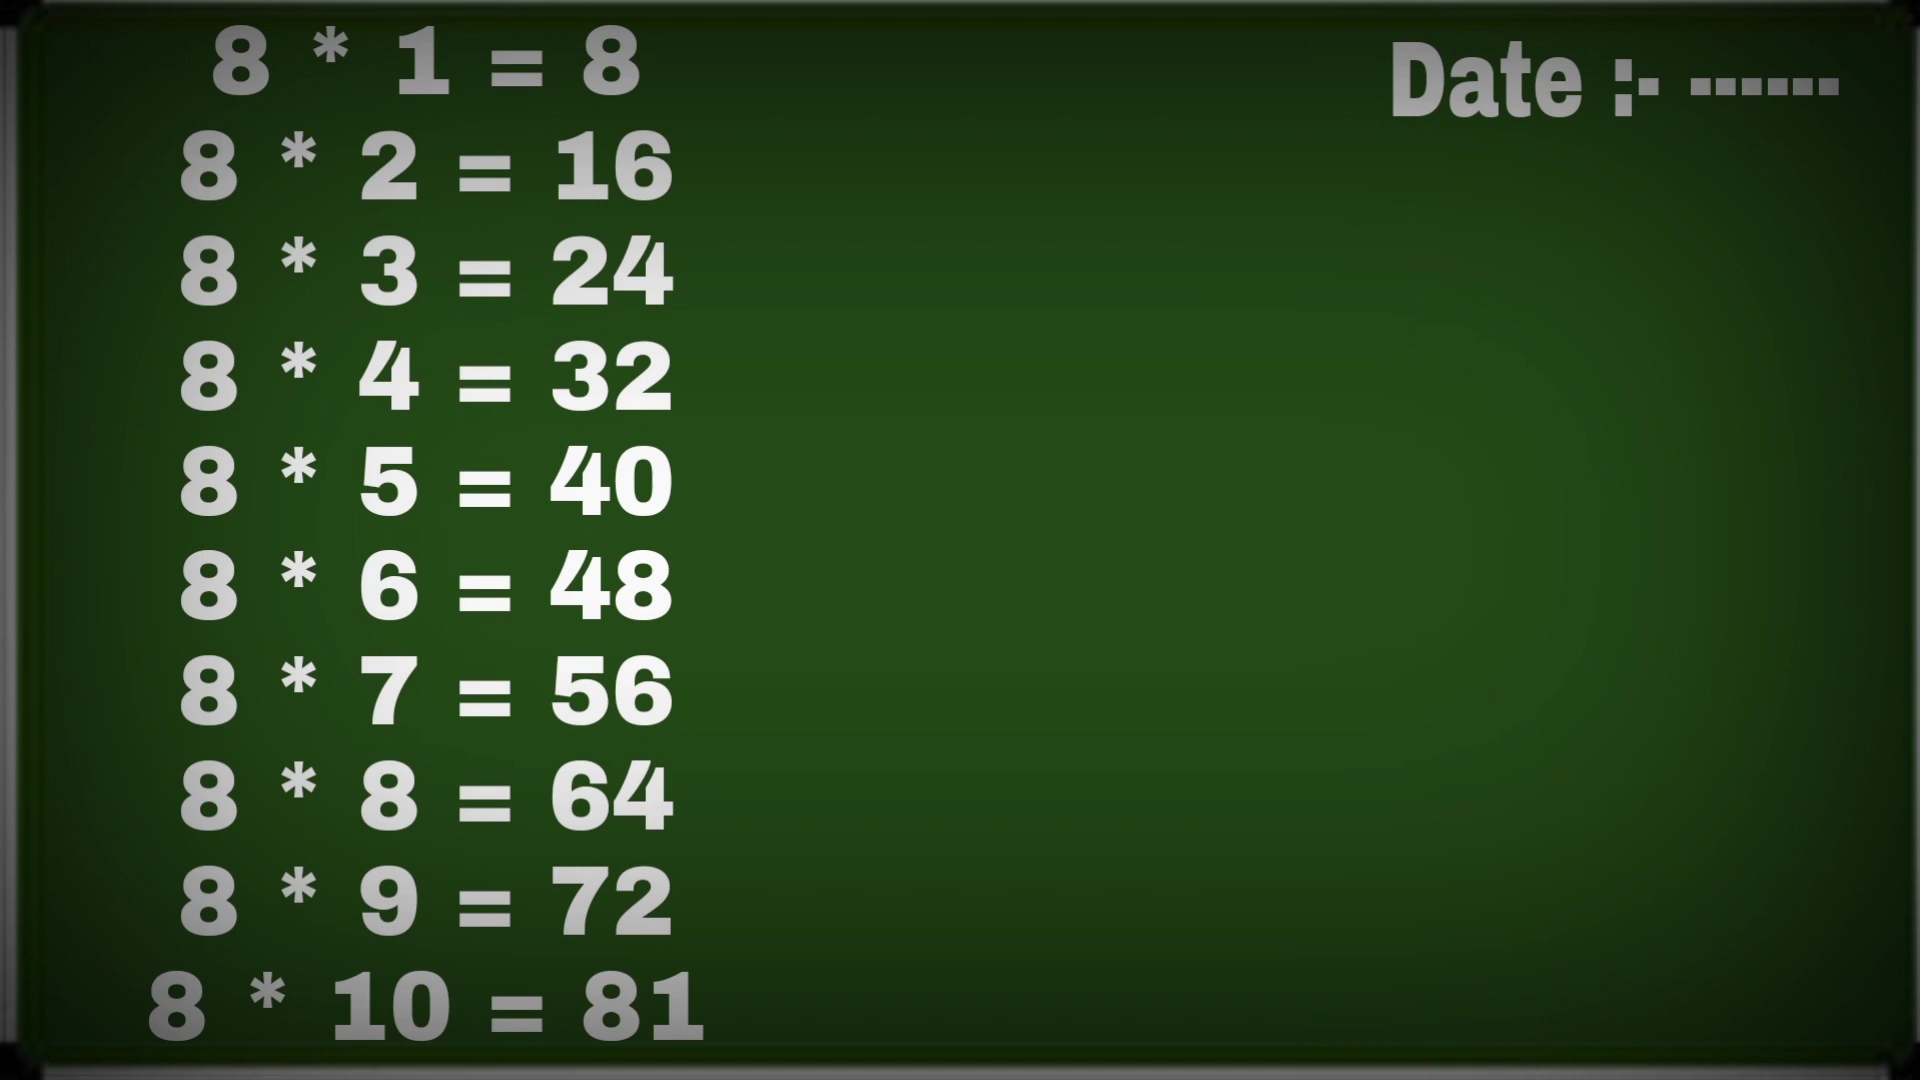 8 * 1 = 8
Date :- ------
8 * 2 = 16
8 * 3 = 24
8 * 4 = 32
8 * 5 = 40
8 * 6 = 48
8 * 7 = 56
8 * 8 = 64
8 * 9 = 72
8 * 10 = 81